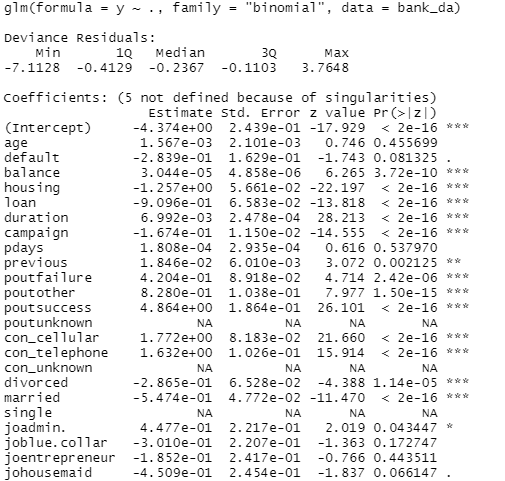 glm(formula = y ~ ., family = "binomial", data = bank_da)
Deviance Residuals:
Min 1Q Median 3Q Max
-7.1128 -0.4129 -0.2367 -0.1103 3.7648
Coefficients: (5 not defined because of singularities)
Estimate Std. Error z value Pr(>|z|)
(Intercept) -4.374e+00 2.439e-01 -17.929 < 2e-16 ***
age 1.567e-03 2.101e-03 0.746 0.455699
default -2.839e-01 1.629e-01 -1.743 0.081325 .
balance 3.044e-05 4.858e-06 6.265 3.72e-10 ***
housing -1.257e+00 5.661e-02 -22.197 < 2e-16 ***
loan -9.096e-01 6.583e-02 -13.818 < 2e-16 ***
duration 6.992e-03 2.478e-04 28.213 < 2e-16 ***
campaign -1.674e-01 1.150e-02 -14.555 < 2e-16 ***
pdays 1.808e-04 2.935e-04 0.616 0.537970
previous 1.846e-02 6.010e-03 3.072 0.002125 **
poutfailure 4.204e-01 8.918e-02 4.714 2.42e-06 ***
poutother 8.280e-01 1.038e-01 7.977 1.50e-15 ***
poutsuccess 4.864e+00 1.864e-01 26.101 < 2e-16 ***
poutunknown NA NA NA NA
con_cellular 1.772e+00 8.183e-02 21.660 < 2e-16 ***
con_telephone 1.632e+00 1.026e-01 15.914 < 2e-16 ***
con_unknown NA NA NA NA
divorced -2.865e-01 6.528e-02 -4.388 1.14e-05 ***
married -5.474e-01 4.772e-02 -11.470 < 2e-16 ***
single NA NA NA NA
joadmin. 4.477e-01 2.217e-01 2.019 0.043447 *
joblue.collar -3.010e-01 2.207e-01 -1.363 0.172747
joentrepreneur -1.852e-01 2.417e-01 -0.766 0.443511
johousemaid -4.509e-01 2.454e-01 -1.837 0.066147 .